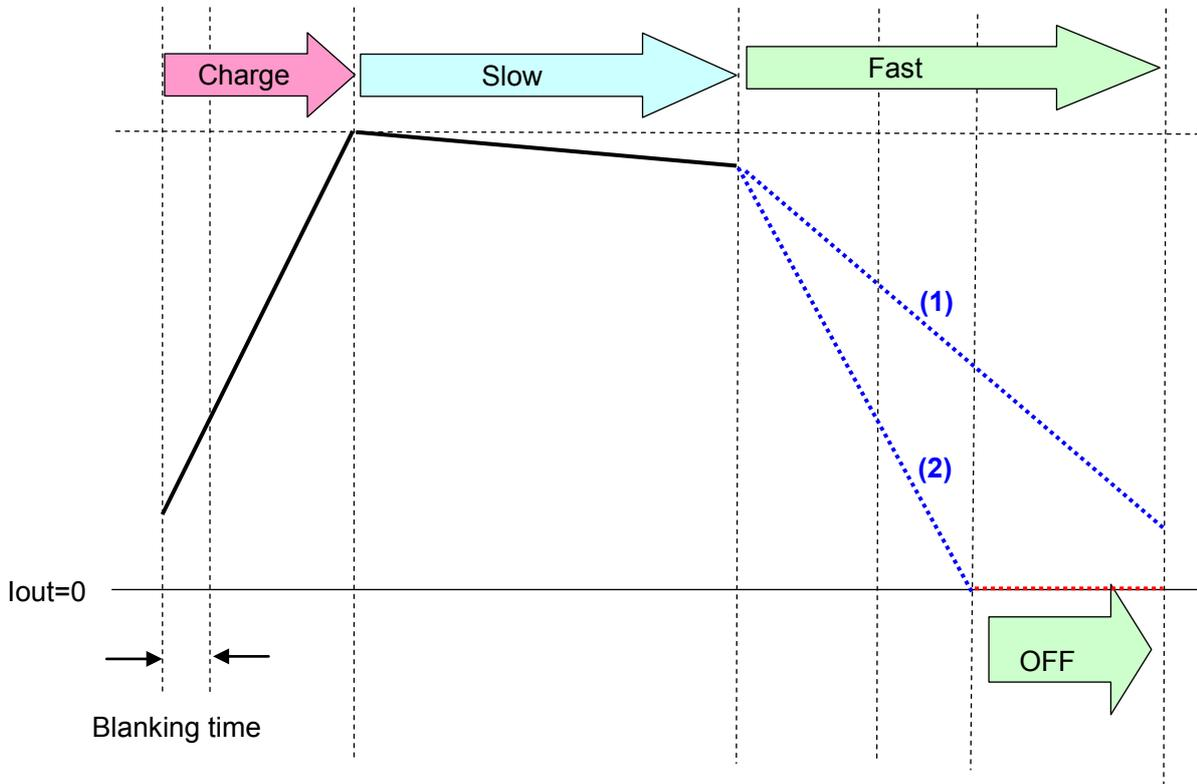 Charge
Slow
Fast
(1)
(2)
Iout=0
OFF
Blanking time